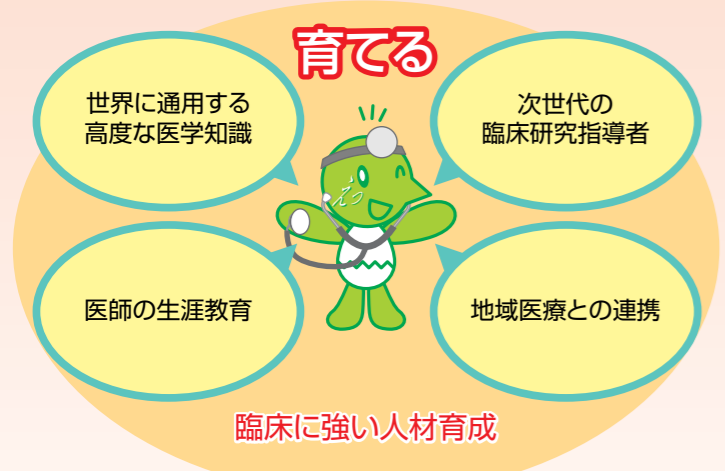 育てる
世界に通用する
高度な医学知識
次世代の
臨床研究指導者
えっ
医師の生涯教育
地域医療との連携
臨床に強い人材育成